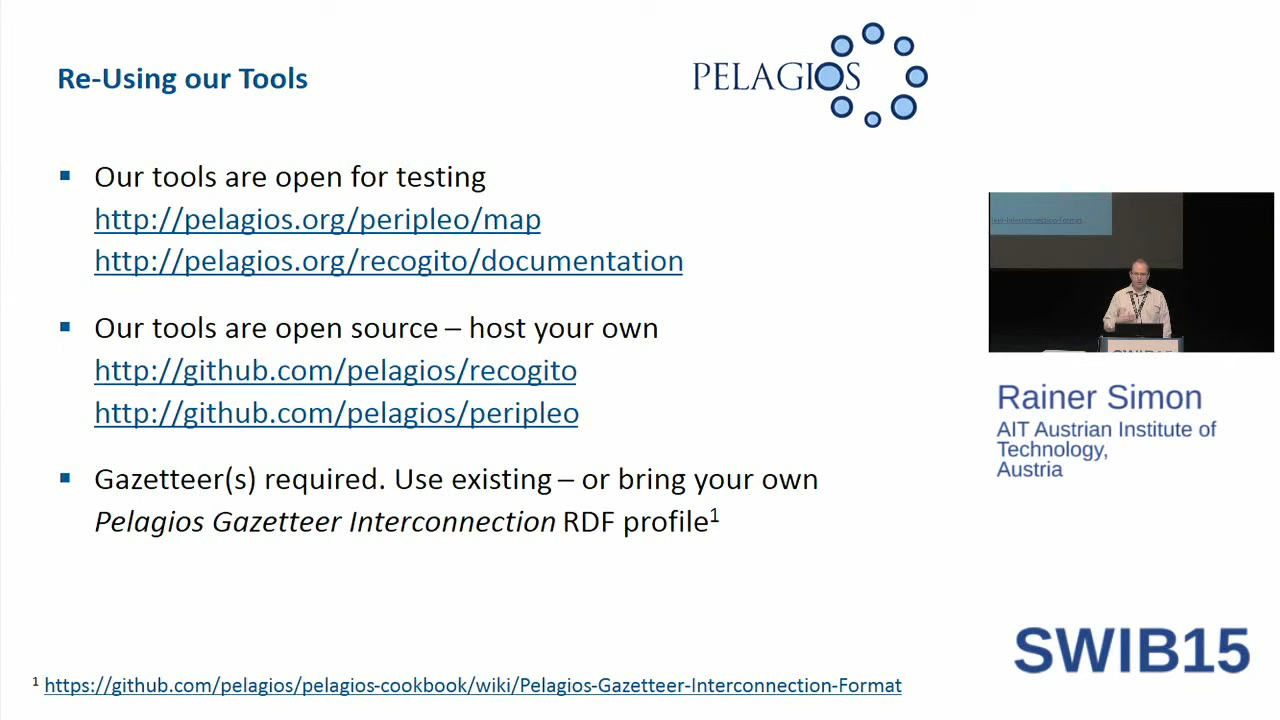 Re-Using our Tools
PELAGIOS
▪ Our tools are open for testing
http://pelagios.org/peripleo/map
http://pelagios.org/recogito/documentation
▪ Our tools are open source – host your own
http://github.com/pelagios/recogito
http://github.com/pelagios/peripleo
▪ Gazetteer(s) required. Use existing – or bring your own
Pelagios Gazetteer Interconnection RDF profile¹
¹ https://github.com/pelagios/pelagios-cookbook/wiki/Pelagios-Gazetteer-Interconnection-Format
SWIB15
Rainer Simon
AIT Austrian Institute of
Technology,
Austria
SWIB15